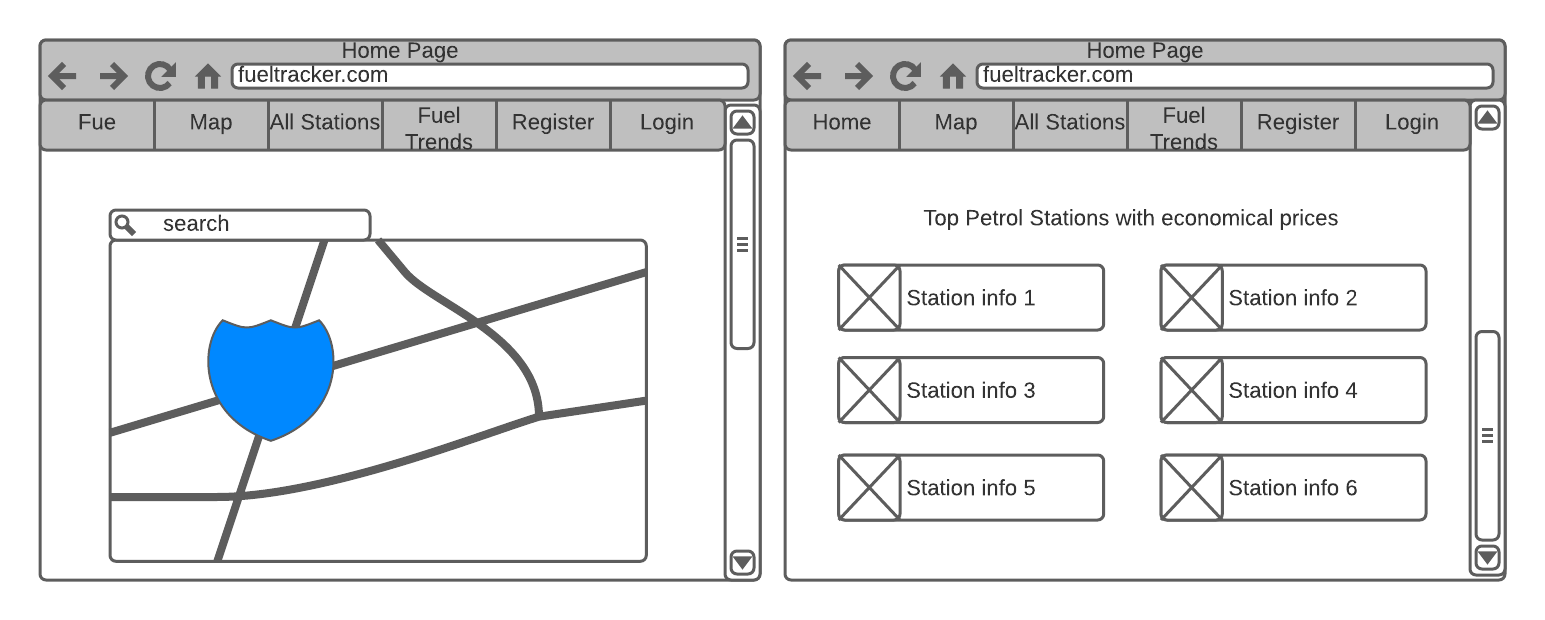 Home Page
fueltracker.com
Fue
Map
All Stations
Fuel
Trends
Register
Login
search
Home Page
fueltracker.com
Home
Map
All Stations
Fuel
Trends
Register
Login
Top Petrol Stations with economical prices
Station info 1
Station info 2
Station info 3
Station info 4
Station info 5
Station info 6